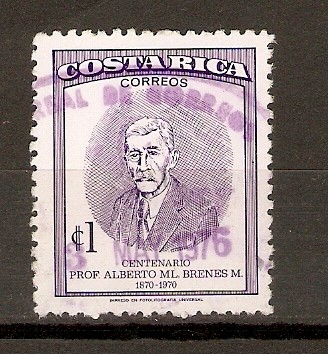 COSTA RICA
CORREOS
₡1
CENTENARIO
PROF. ALBERTO ML. BRENES M.
1870-1970
IMPRESO EN FOTOLITOGRAFIA UNIVERSAL